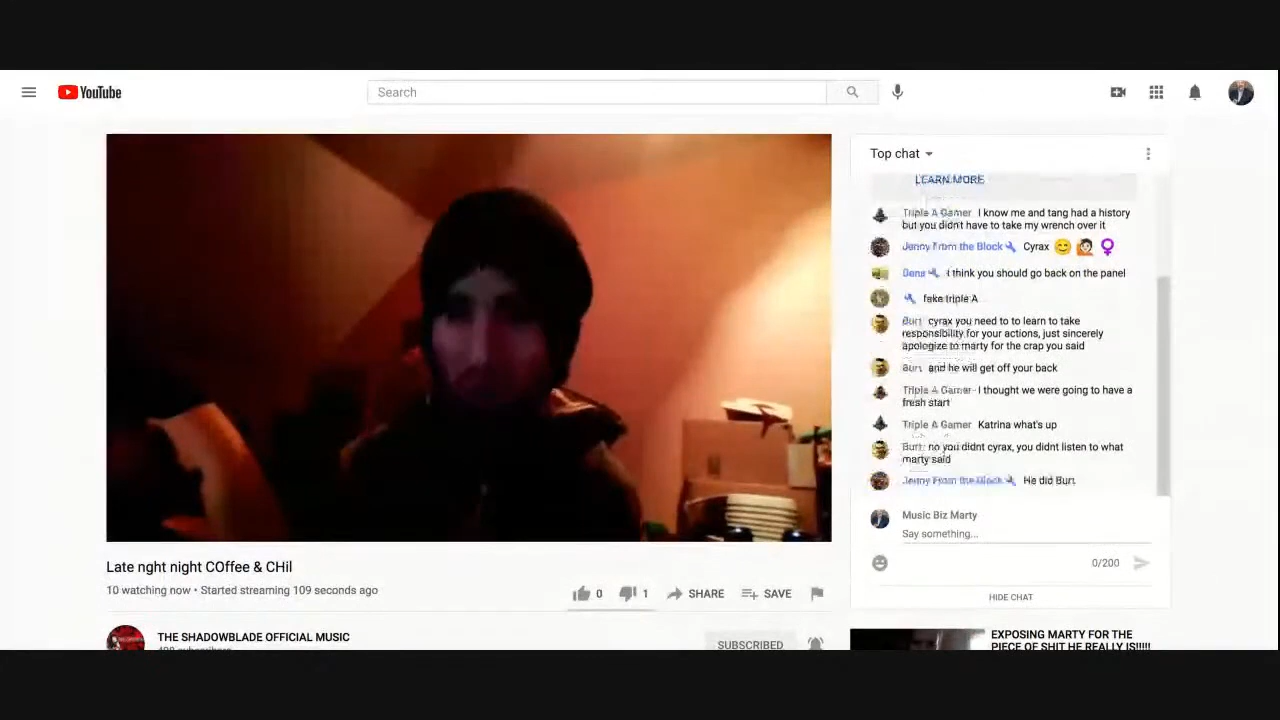 YouTube
Search
Top chat
LEARN MORE
Triple A Gamer I know me and tang had a history
but you didnt have to take my wrench over it
Jenny From the Block Cyrax
Dens I think you should go back on the panel
fake triple A
Burt cyrax you need to to learn to take
responsibility for your actions, just sincerely
apologize to marty for the crap you said
Burt and he will get off your back
Triple A Gamer I thought we were going to have a
fresh start
Triple A Gamer Katrina what's up
Burt no you didnt cyrax, you didnt listen to what
marty said
Jenny From the Block He did Burt
Music Biz Marty
Say something...
0/200
HIDE CHAT
Late nght night COffee & CHil
10 watching now • Started streaming 109 seconds ago
0
1
SHARE
SAVE
THE SHADOWBLADE OFFICIAL MUSIC
SUBSCRIBED
EXPOSING MARTY FOR THE
PIECE OF SHIT HE REALLY IS!!!!!